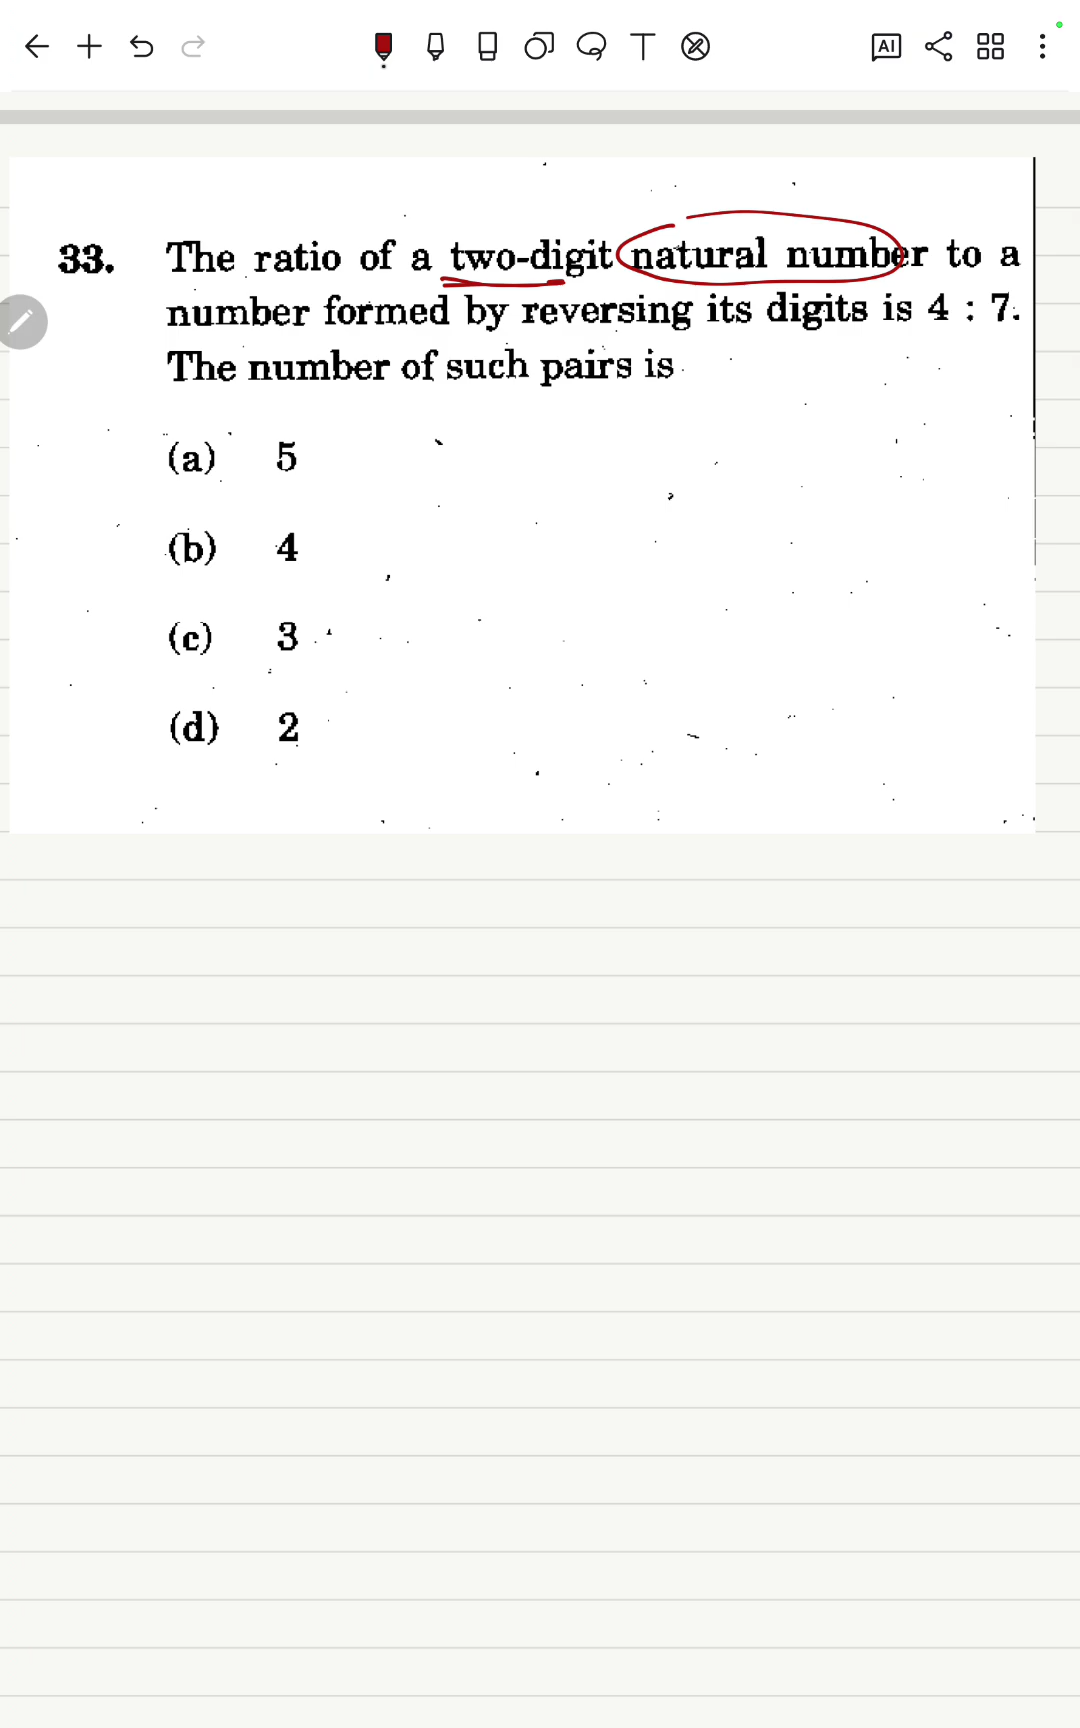 AI
33. The ratio of a two-digit natural number to a
number formed by reversing its digits is 4 : 7.
The number of such pairs is
(a) 5
(b) 4
(c) 3
(d) 2